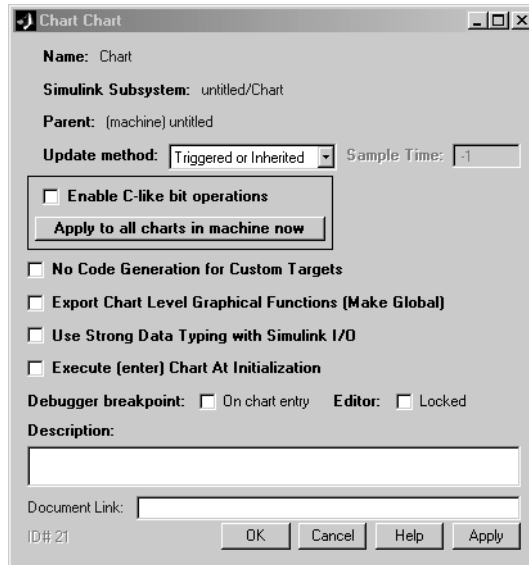 Chart Chart
Name: Chart
Simulink Subsystem: untitled/Chart
Parent: (machine) untitled
Update method: Triggered or Inherited Sample Time: -1
Enable C-like bit operations
Apply to all charts in machine now
No Code Generation for Custom Targets
Export Chart Level Graphical Functions (Make Global)
Use Strong Data Typing with Simulink I/O
Execute (enter) Chart At Initialization
Debugger breakpoint: On chart entry Editor: Locked
Description:
Document Link:
ID# 21 OK Cancel Help Apply